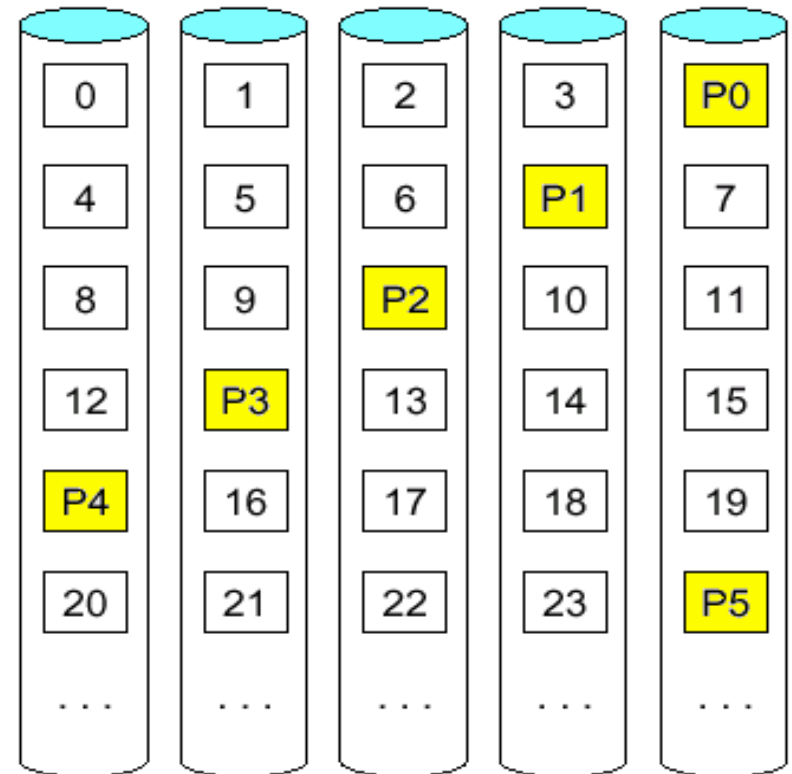 0 1 2 3 P0
4 5 6 P1 7
8 9 P2 10 11
12 P3 13 14 15
P4 16 17 18 19
20 21 22 23 P5
. . . . . . . . . . . . . . .